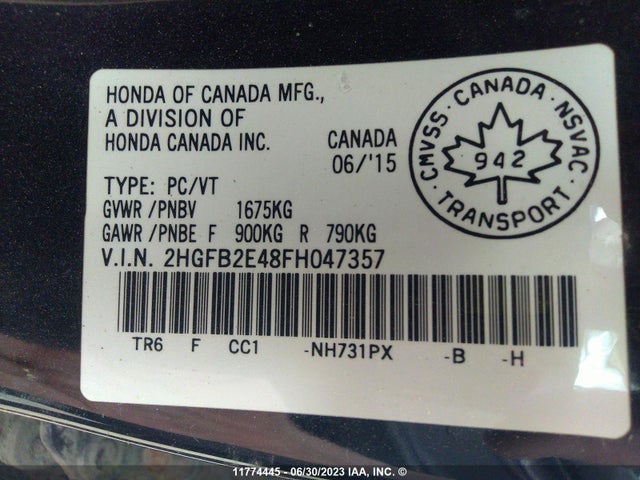 HONDA OF CANADA MFG.,
A DIVISION OF
HONDA CANADA INC.
CANADA
06/'15
TYPE: PC/VT
GVWR /PNBV 1675KG
GAWR /PNBE F 900KG R 790KG
V.I.N. 2HGFB2E48FH047357
TR6 F CC1 -NH731PX -B -H
CMVSS · CANADA · NSVAC · TRANSPORT ·
942
11774445 - 06/30/2023 IAA, INC. ©